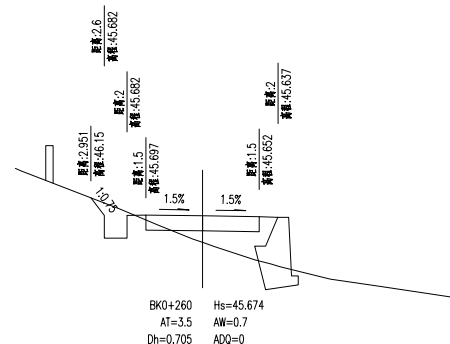 距离:2.6
高程:45.682
距离:2
高程:45.682
距离:2.951
高程:46.15
距离:1.5
高程:45.697
距离:2
高程:45.637
距离:1.5
高程:45.652
1:0.75
1.5%
1.5%
BK0+260 Hs=45.674
AT=3.5 AW=0.7
Dh=0.705 ADQ=0